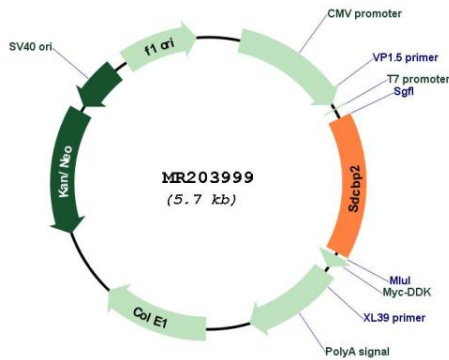 CMV promoter
SV40 ori
f1 ori
VP1.5 primer
T7 promoter
SgfI
Kan/Neo
MR203999
(5.7 kb)
Sdcbp2
MluI
Myc-DDK
XL39 primer
Col E1
PolyA signal